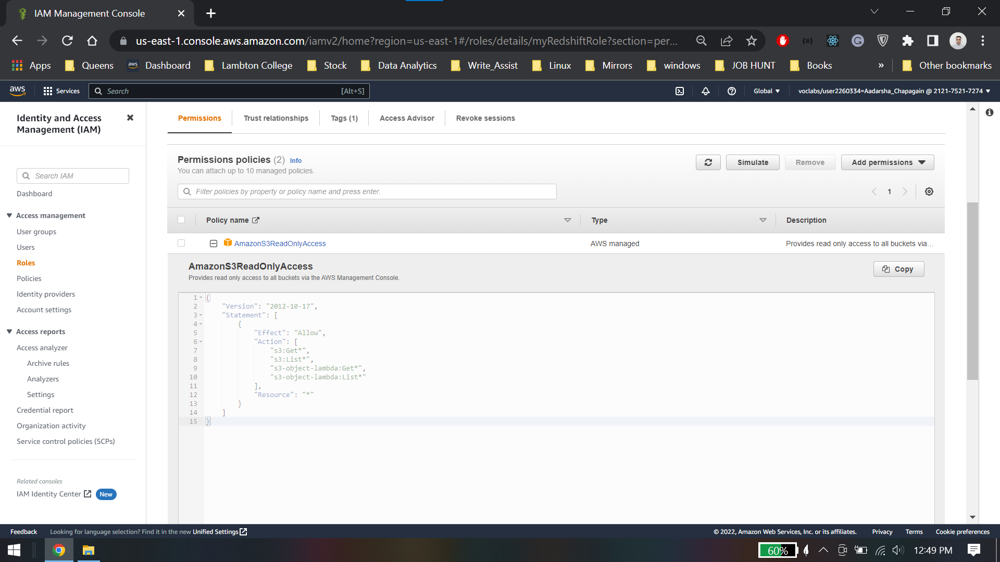 IAM Management Console
us-east-1.console.aws.amazon.com/iamv2/home?region=us-east-1#/roles/details/myRedshiftRole?section=per...
Apps Queens aws Dashboard Lambton College Stock Data Analytics Write_Assist Linux Mirrors windows JOB HUNT Books » Other bookmarks
aws Services Search [Alt+S] Global voclabs/user2260334=Aadarsha_Chapagain @ 2121-7521-7274
Identity and Access
Management (IAM)
Search IAM
Dashboard
Access management
User groups
Users
Roles
Policies
Identity providers
Account settings
Access reports
Access analyzer
Archive rules
Analyzers
Settings
Credential report
Organization activity
Service control policies (SCPs)
Related consoles
IAM Identity Center New
Permissions Trust relationships Tags (1) Access Advisor Revoke sessions
Permissions policies (2) Info
You can attach up to 10 managed policies.
Simulate Remove Add permissions
Filter policies by property or policy name and press enter.
1
Policy name Type Description
AmazonS3ReadOnlyAccess AWS managed Provides read only access to all buckets via...
AmazonS3ReadOnlyAccess
Provides read only access to all buckets via the AWS Management Console.
Copy
1 {
2 "Version": "2012-10-17",
3 "Statement": [
4 {
5 "Effect": "Allow",
6 "Action": [
7 "s3:Get*",
8 "s3:List*",
9 "s3-object-lambda:Get*",
10 "s3-object-lambda:List*"
11 ],
12 "Resource": "*"
13 }
14 ]
15 }
Feedback Looking for language selection? Find it in the new Unified Settings © 2022, Amazon Web Services, Inc. or its affiliates. Privacy Terms Cookie preferences
60% 12:49 PM